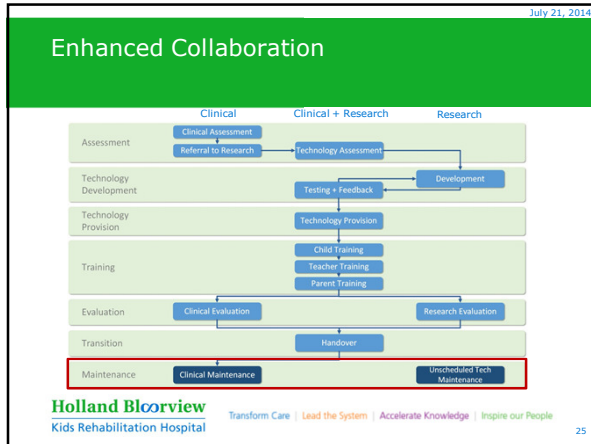 July 21, 2014
Enhanced Collaboration
Clinical
Clinical + Research
Research
Assessment
Clinical Assessment
Referral to Research
Technology Assessment
Technology
Development
Development
Testing + Feedback
Technology
Provision
Technology Provision
Training
Child Training
Teacher Training
Parent Training
Evaluation
Clinical Evaluation
Research Evaluation
Transition
Handover
Maintenance
Clinical Maintenance
Unscheduled Tech
Maintenance
Holland Bloorview
Kids Rehabilitation Hospital
Transform Care | Lead the System | Accelerate Knowledge | Inspire our People
25